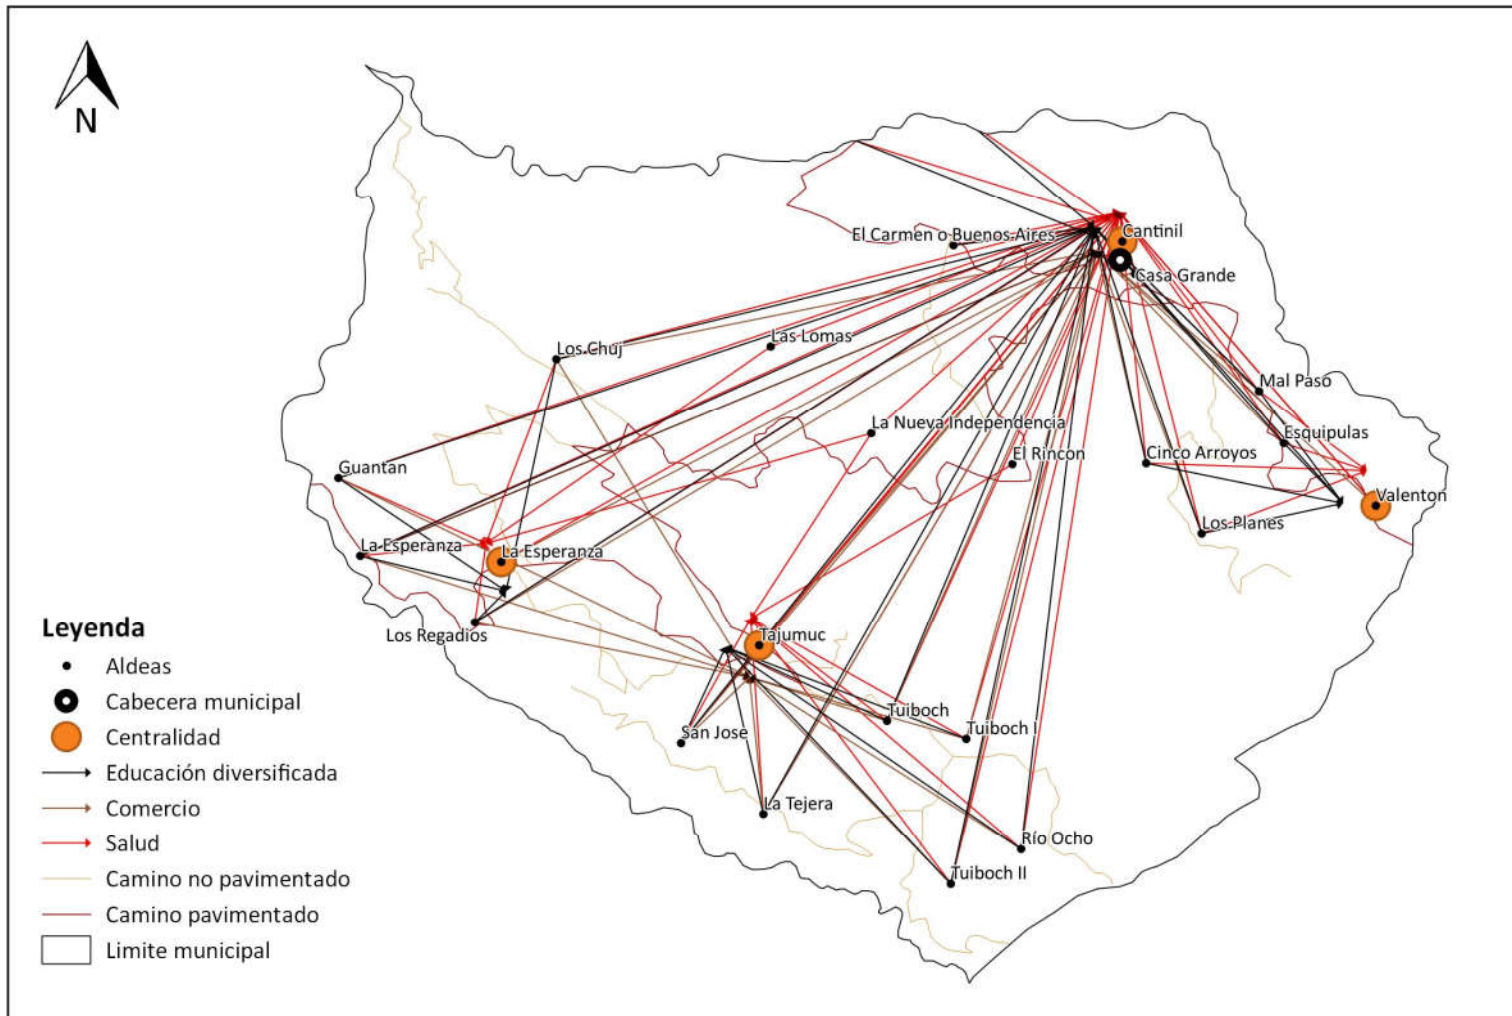 N
Cantinil
El Carmen o Buenos Aires
Casa Grande
Las Lomas
Los Chuj
Mal Paso
La Nueva Independencia
Esquipulas
El Rincon
Cinco Arroyos
Guantan
Valenton
Los Planes
La Esperanza
La Esperanza
Los Regadios
Tajumuc
Tuiboch
Tuiboch I
San Jose
La Tejera
Río Ocho
Tuiboch II
Leyenda
Aldeas
Cabecera municipal
Centralidad
Educación diversificada
Comercio
Salud
Camino no pavimentado
Camino pavimentado
Limite municipal